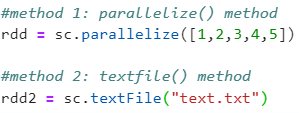 #method 1: parallelize() method
rdd = sc.parallelize([1,2,3,4,5])
#method 2: textfile() method
rdd2 = sc.textFile("text.txt")